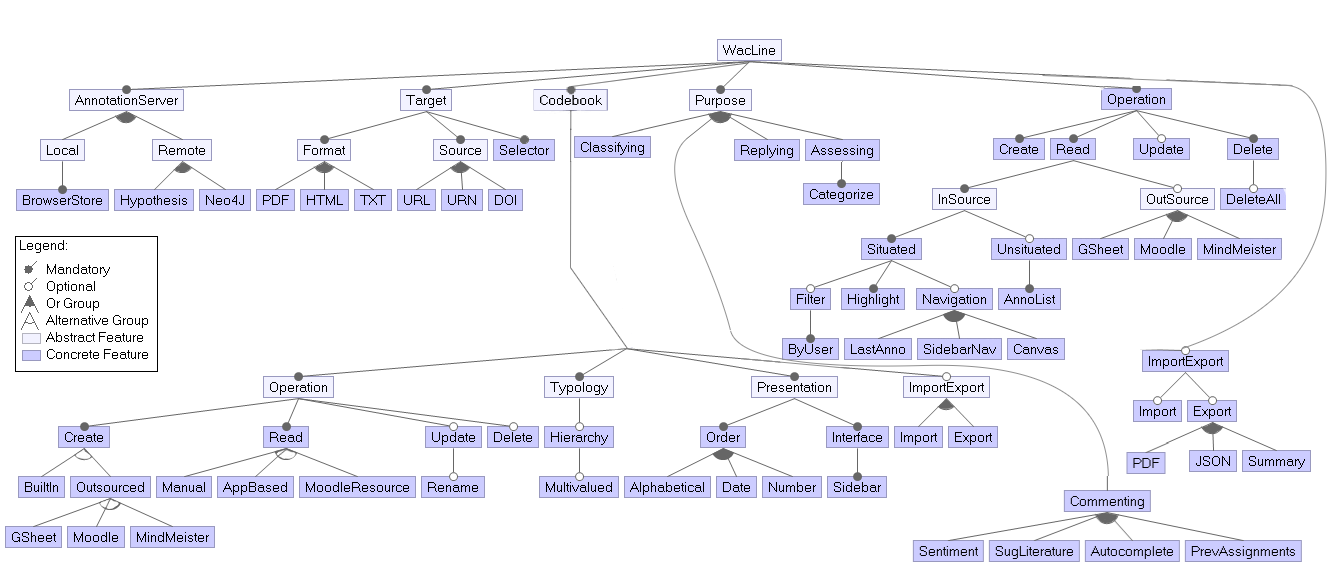 WacLine
AnnotationServer Target Codebook Purpose Operation
Local Remote Format Source Selector Classifying Replying Assessing Create Read Update Delete
BrowserStore Hypothesis Neo4J PDF HTML TXT URL URN DOI Categorize InSource OutSource DeleteAll
Legend:
Mandatory
Optional
Or Group
Alternative Group
Abstract Feature
Concrete Feature
Situated Unsituated GSheet Moodle MindMeister
Filter Highlight Navigation AnnoList
ByUser LastAnno SidebarNav Canvas
ImportExport
Import Export
PDF JSON Summary
Operation Typology Presentation ImportExport
Create Read Update Delete Hierarchy Order Interface Import Export
BuiltIn Outsourced Manual AppBased MoodleResource Rename Multivalued Alphabetical Date Number Sidebar
GSheet Moodle MindMeister
Commenting
Sentiment SugLiterature Autocomplete PrevAssignments